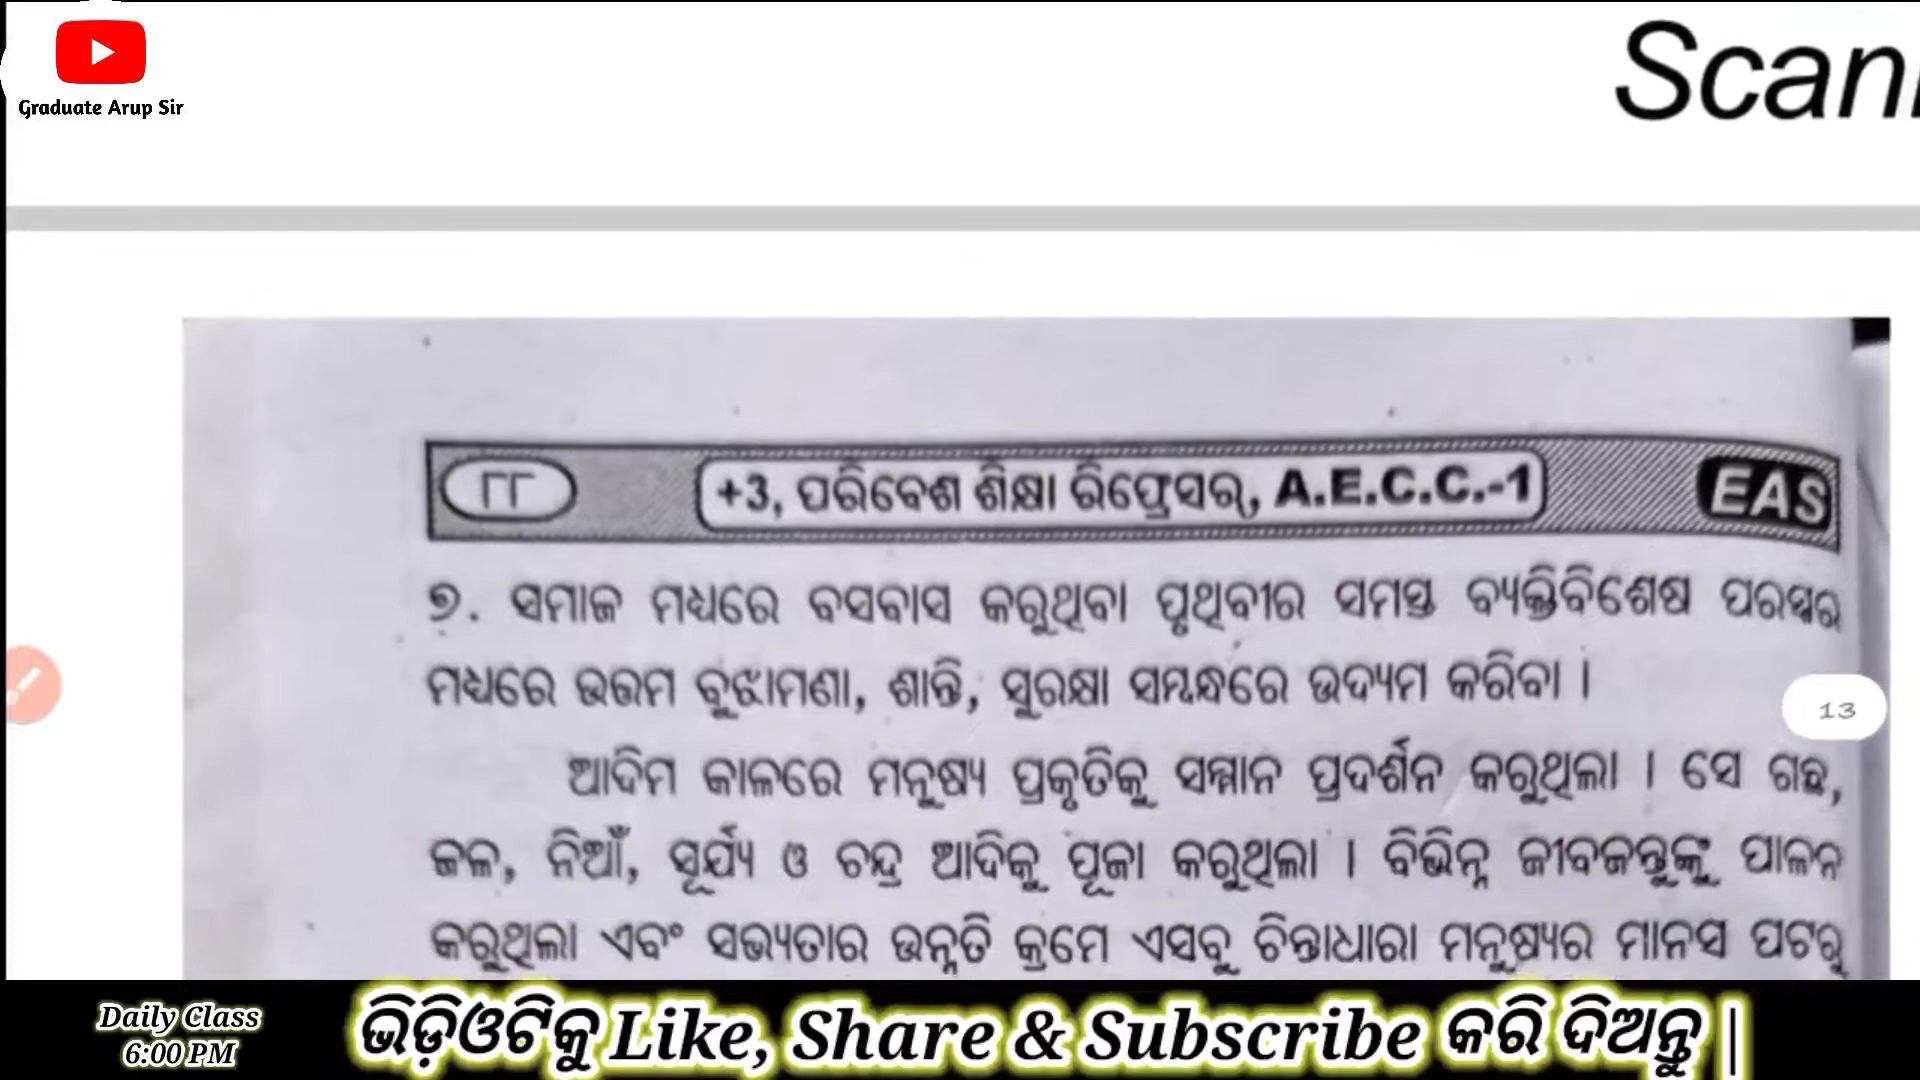 Graduate Arup Sir
୮୮
+3, ପରିବେଶ ଶିକ୍ଷା ରିଫ୍ରେସର୍, A.E.C.C.-1
EAS
୭. ସମାଜ ମଧ୍ୟରେ ବସବାସ କରୁଥିବା ପୃଥିବୀର ସମସ୍ତ ବ୍ୟକ୍ତିବିଶେଷ ପରସ୍ପର
ମଧ୍ୟରେ ଉତ୍ତମ ବୁଝାମଣା, ଶାନ୍ତି, ସୁରକ୍ଷା ସମ୍ବନ୍ଧରେ ଉଦ୍ୟମ କରିବା ।
13
ଆଦିମ କାଳରେ ମନୁଷ୍ୟ ପ୍ରକୃତିକୁ ସମ୍ମାନ ପ୍ରଦର୍ଶନ କରୁଥିଲା । ସେ ଗଛ,
ଜଳ, ନିଆଁ, ସୂର୍ଯ୍ୟ ଓ ଚନ୍ଦ୍ର ଆଦିକୁ ପୂଜା କରୁଥିଲା । ବିଭିନ୍ନ ଜୀବଜନ୍ତୁଙ୍କୁ ପାଳନ
କରୁଥିଲା ଏବଂ ସଭ୍ୟତାର ଉନ୍ନତି କ୍ରମେ ଏସବୁ ଚିନ୍ତାଧାରା ମନୁଷ୍ୟର ମାନସ ପଟରୁ
Daily Class
6:00 PM
ଭିଡ଼ିଓଟିକୁ Like, Share & Subscribe କରି ଦିଅନ୍ତୁ |